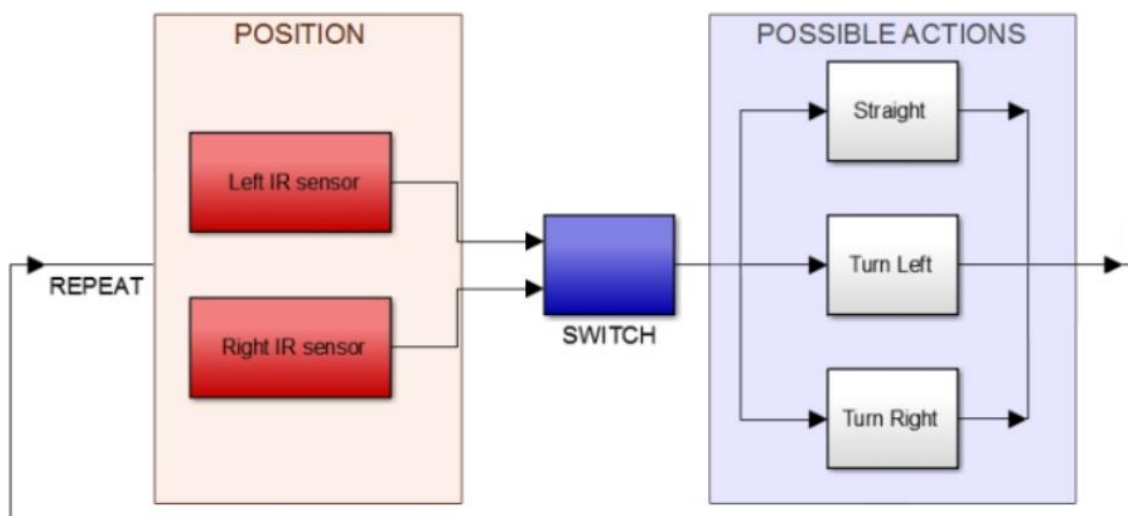 POSITION
Left IR sensor
Right IR sensor
REPEAT
SWITCH
POSSIBLE ACTIONS
Straight
Turn Left
Turn Right